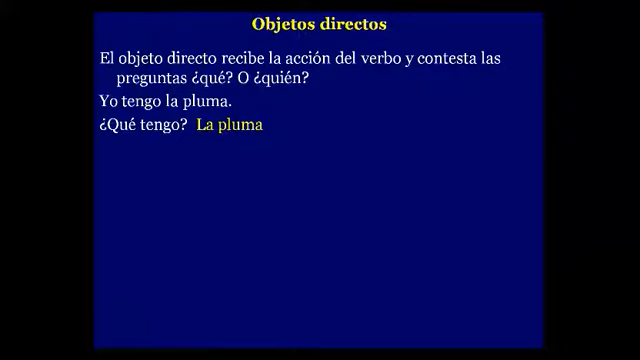 Objetos directos
El objeto directo recibe la acción del verbo y contesta las
preguntas ¿qué? O ¿quién?
Yo tengo la pluma.
¿Qué tengo? La pluma